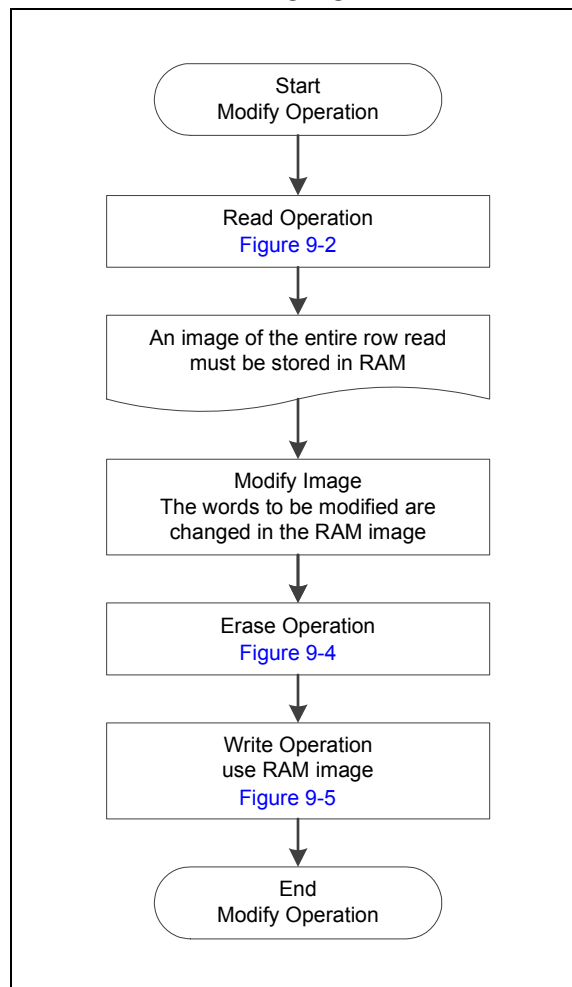 Start
Modify Operation
Read Operation
Figure 9-2
An image of the entire row read
must be stored in RAM
Modify Image
The words to be modified are
changed in the RAM image
Erase Operation
Figure 9-4
Write Operation
use RAM image
Figure 9-5
End
Modify Operation